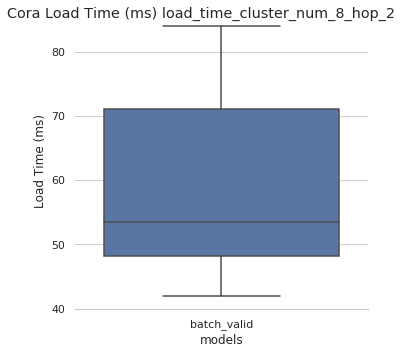 Cora Load Time (ms) load_time_cluster_num_8_hop_2
80
70
60
50
40
Load Time (ms)
batch_valid
models